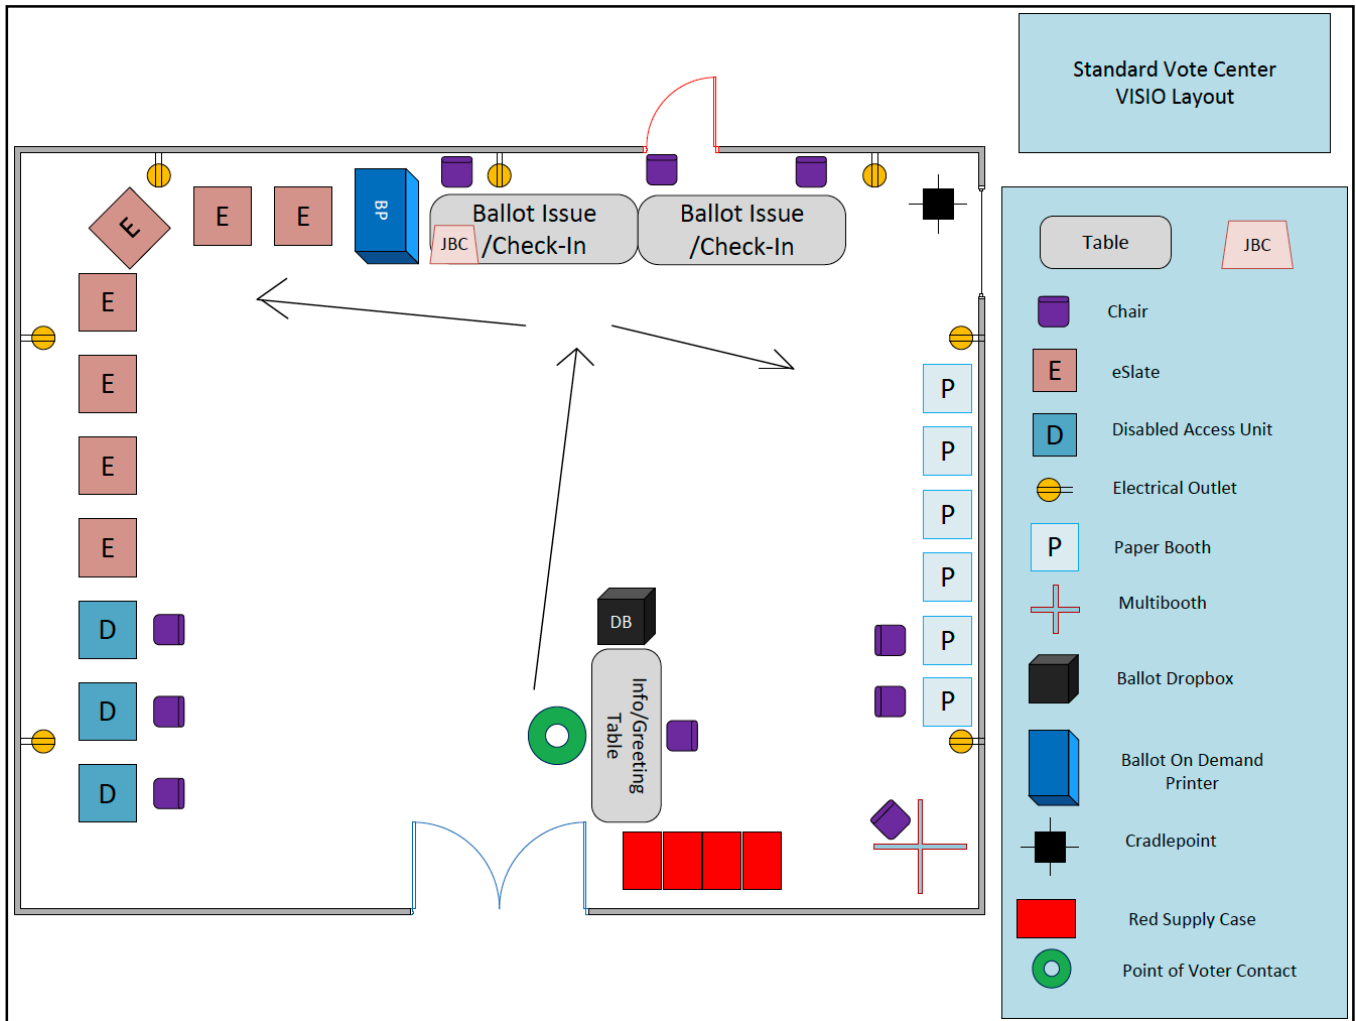 Standard Vote Center
VISIO Layout
BP
Ballot Issue
/Check-In
JBC
Ballot Issue
/Check-In
E
E
E
E
E
E
E
D
D
D
P
P
P
P
P
P
DB
Info/Greeting
Table
Table
JBC
Chair
E
eSlate
D
Disabled Access Unit
Electrical Outlet
P
Paper Booth
Multibooth
Ballot Dropbox
Ballot On Demand
Printer
Cradlepoint
Red Supply Case
Point of Voter Contact